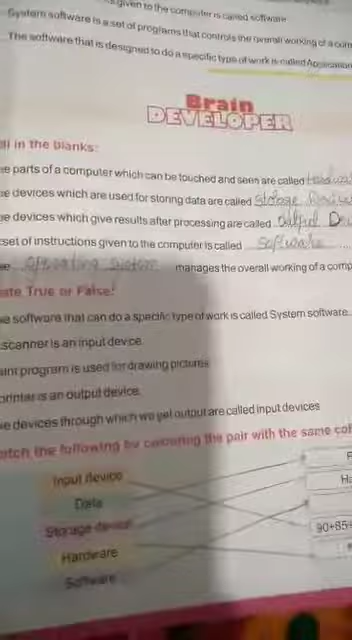 given to the computer is called software
System software is a set of programs that controls the overall working of a com
The software that is designed to do a specific type of work is called Application
Brain
DEVELOPER
ll in the blanks:
e parts of a computer which can be touched and seen are called
e devices which are used for storing data are called Storage
e devices which give results after processing are called output De
set of instructions given to the computer is called software
e operating system manages the overall working of a comp
ate True or False:
e software that can do a specific type of work is called System software.
scanner is an input device.
aint program is used for drawing pictures
printer is an output device.
e devices through which we get output are called input devices
atch the following by colouring the pair with the same col
Input device
Data
Ha
Storage device
90+85=
Hardware
Software